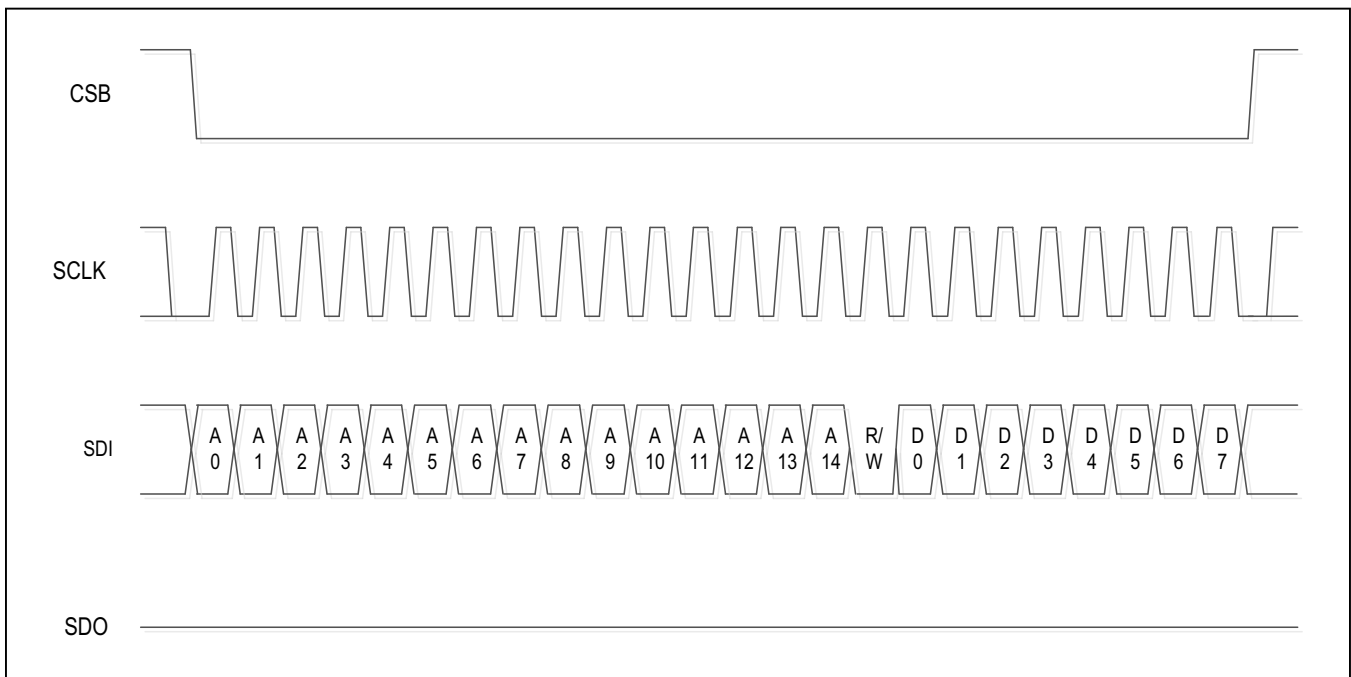 CSB
SCLK
SDI
A A A A A A A A A A A A A A A R/ D D D D D D D D
0 1 2 3 4 5 6 7 8 9 10 11 12 13 14 W 0 1 2 3 4 5 6 7
SDO